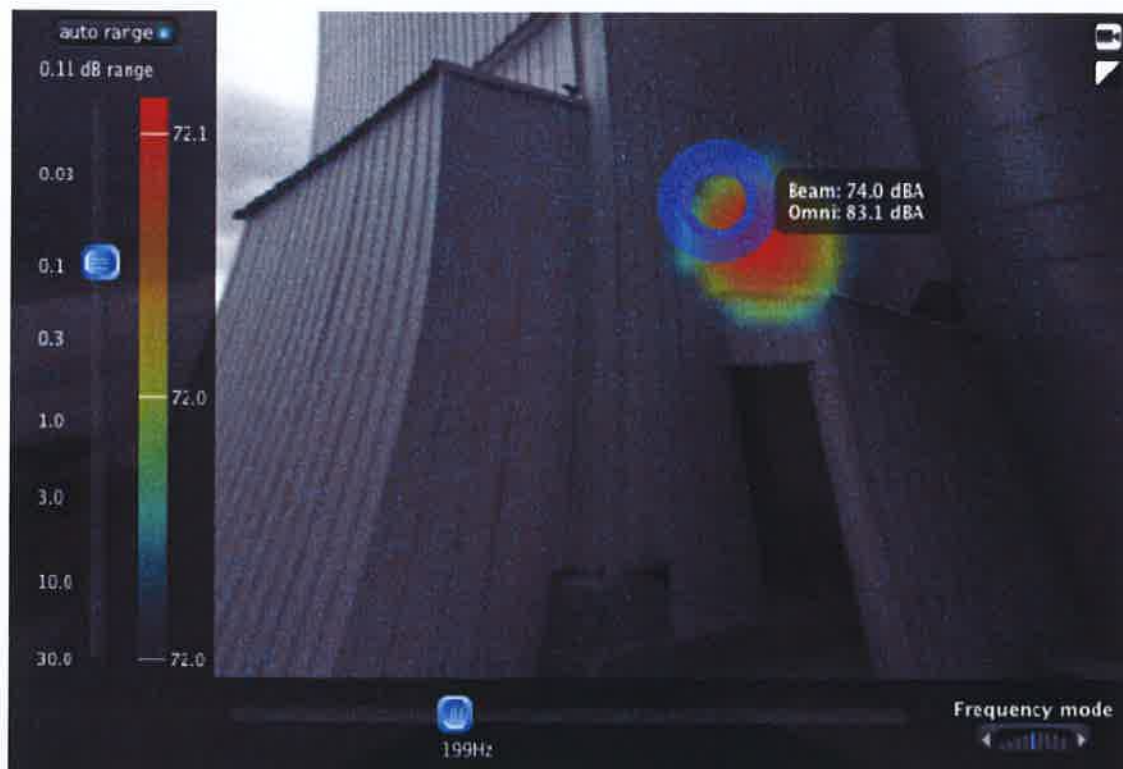 auto range
0.11 dB range
0.03
0.1
0.3
1.0
3.0
10.0
30.0
72.1
72.0
72.0
Beam: 74.0 dBA
Omni: 83.1 dBA
199Hz
Frequency mode